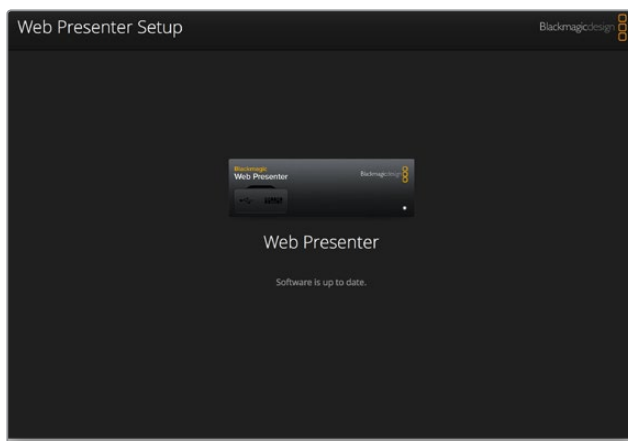 Web Presenter Setup
Blackmagicdesign
Blackmagic
Web Presenter
Blackmagicdesign
Web Presenter
Software is up to date.